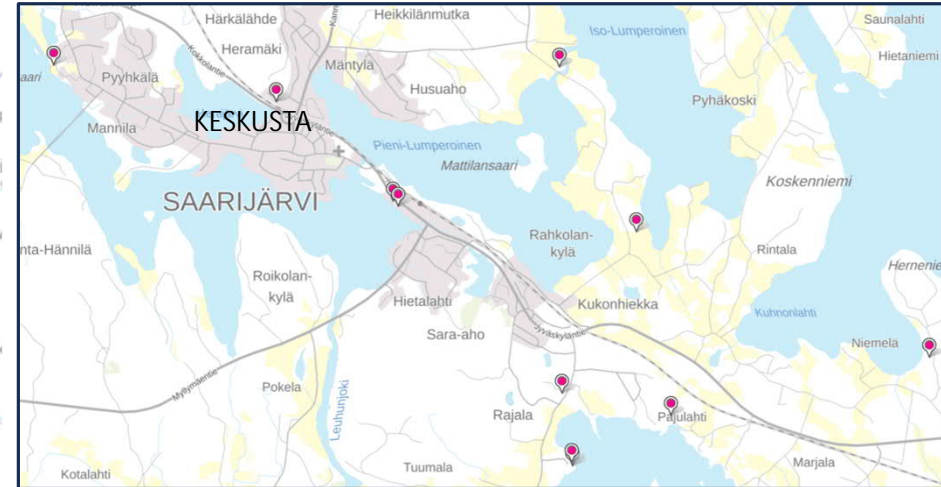 Härkälähde
Heikkilänmutka
Iso-Lumperoinen
Saunalahti
Heramäki
Kokkolantie
Mäntylä
Hietaniemi
Pyyhkälä
Husuaho
Pyhäkoski
KESKUSTA
Mannila
Pieni-Lumperoinen
Mattilansaari
Koskenniemi
SAARIJÄRVI
Rahkolan-
kylä
nta-Hännilä
Rintala
Roikolan-
kylä
Hietalahti
Kukonhiekka
Kuhnonlahti
Sara-aho
Jyväskyläntie
Niemelä
Myllymäentie
Pokela
Leuhunjoki
Rajala
Pajulahti
Tuumala
Marjala
Kotalahti